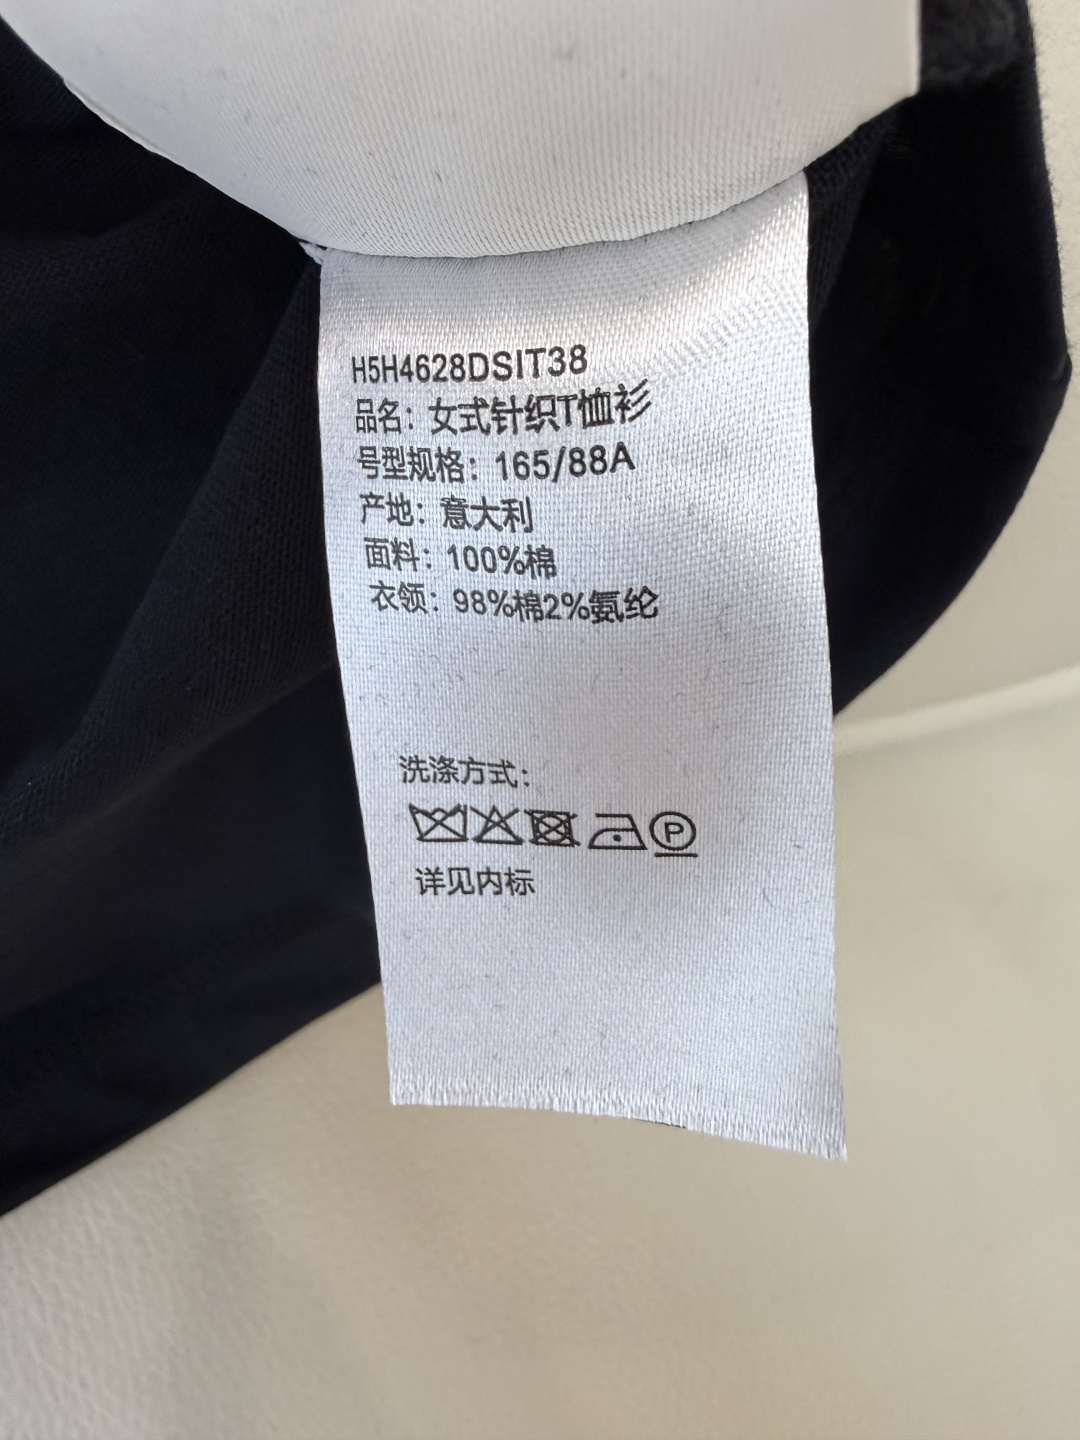 H5H4628DSIT38
品名：女式针织T恤衫
号型规格：165/88A
产地：意大利
面料：100%棉
衣领：98%棉2%氨纶
洗涤方式：
P
详见内标